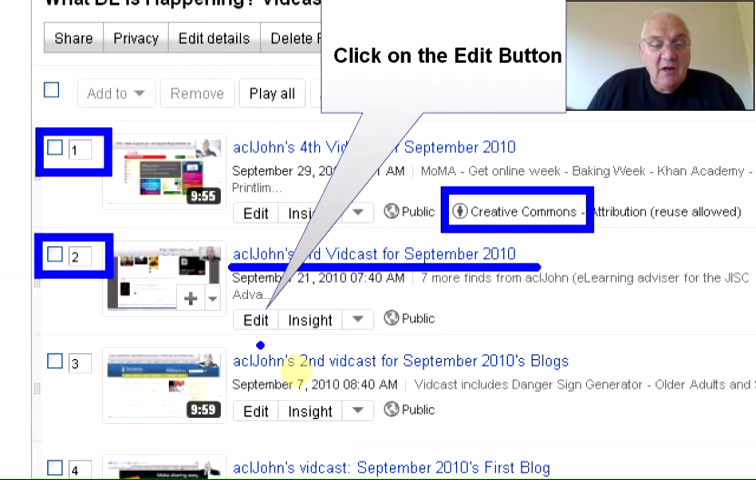 What DE is Happening? Vidcas
Share Privacy Edit details Delete
Click on the Edit Button
Add to Remove Play all
1
aclJohn's 4th Vidc for September 2010
September 29, 20 AM MoMA - Get online week - Baking Week - Khan Academy -
Printlim...
9:55
Edit Insi Public Creative Commons - Attribution (reuse allowed)
2
aclJohn's rd Vidcast for September 2010
Septemb 21, 2010 07:40 AM 7 more finds from aclJohn (eLearning adviser for the JISC
Adva...
Edit Insight Public
3
aclJohn's 2nd vidcast for September 2010's Blogs
September 7, 2010 08:40 AM Vidcast includes Danger Sign Generator - Older Adults and
9:59
Edit Insight Public
4
aclJohn's vidcast: September 2010's First Blog